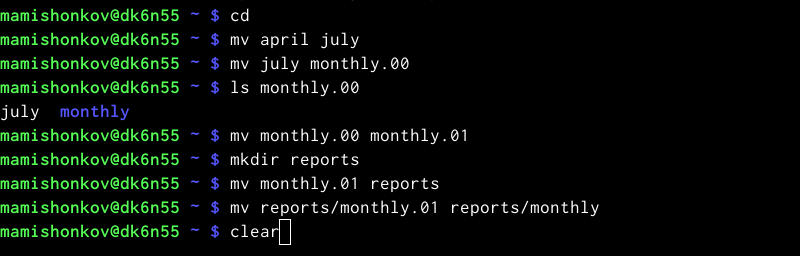 mamishonkov@dk6n55 ~ $ cd
mamishonkov@dk6n55 ~ $ mv april july
mamishonkov@dk6n55 ~ $ mv july monthly.00
mamishonkov@dk6n55 ~ $ ls monthly.00
july  monthly
mamishonkov@dk6n55 ~ $ mv monthly.00 monthly.01
mamishonkov@dk6n55 ~ $ mkdir reports
mamishonkov@dk6n55 ~ $ mv monthly.01 reports
mamishonkov@dk6n55 ~ $ mv reports/monthly.01 reports/monthly
mamishonkov@dk6n55 ~ $ clear